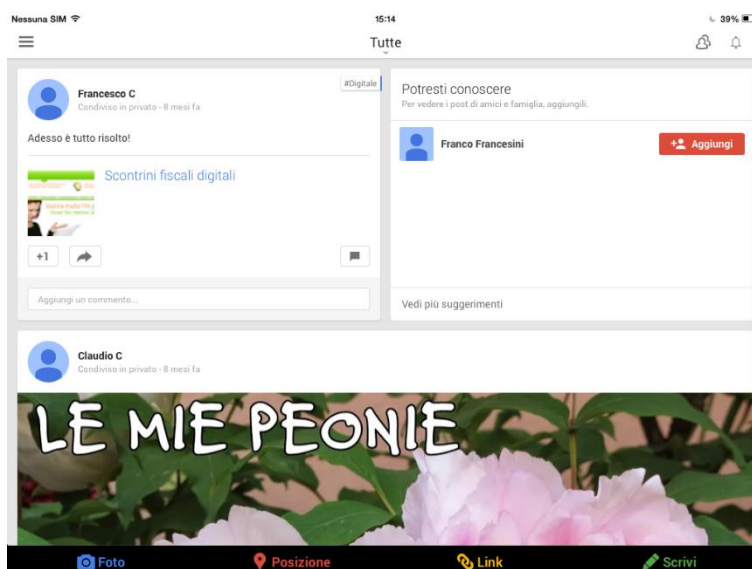 Nessuna SIM
15:14
39%
Tutte
Francesco C
Condiviso in privato - 8 mesi fa
#Digitale
Adesso è tutto risolto!
Scontrini fiscali digitali
+1
Aggiungi un commento...
Potresti conoscere
Per vedere i post di amici e famiglia, aggiungili.
Franco Francesini
Aggiungi
Vedi più suggerimenti
Claudio C
Condiviso in privato - 8 mesi fa
LE MIE PEONIE
Foto
Posizione
Link
Scrivi